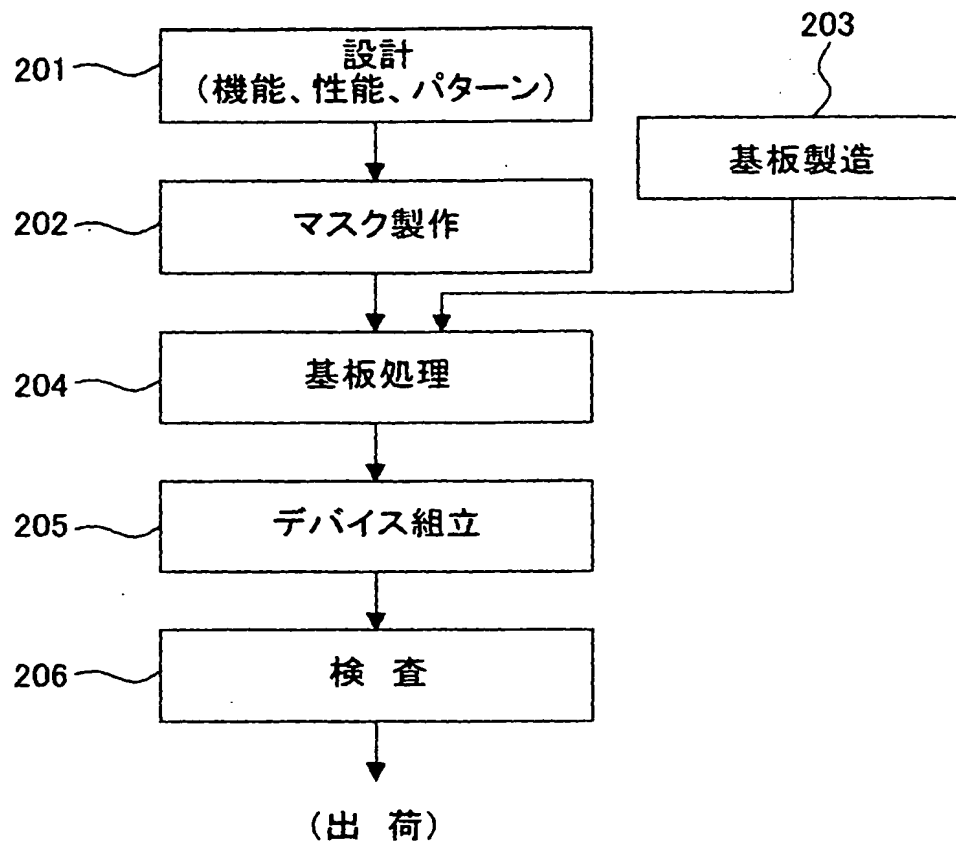 203
201
設計
(機能、性能、パターン)
基板製造
202
マスク製作
204
基板処理
205
デバイス組立
206
検 査
(出 荷)